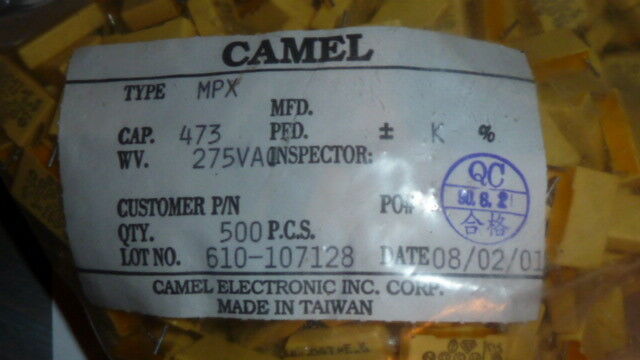 CAMEL
TYPE MPX
MFD.
CAP. 473 PFD. ± K %
WV. 275VAC INSPECTOR:
QC
CUSTOMER P/N PO#
合格
QTY. 500 P.C.S.
LOT NO. 610-107128 DATE 08/02/01
CAMEL ELECTRONIC INC. CORP.
MADE IN TAIWAN